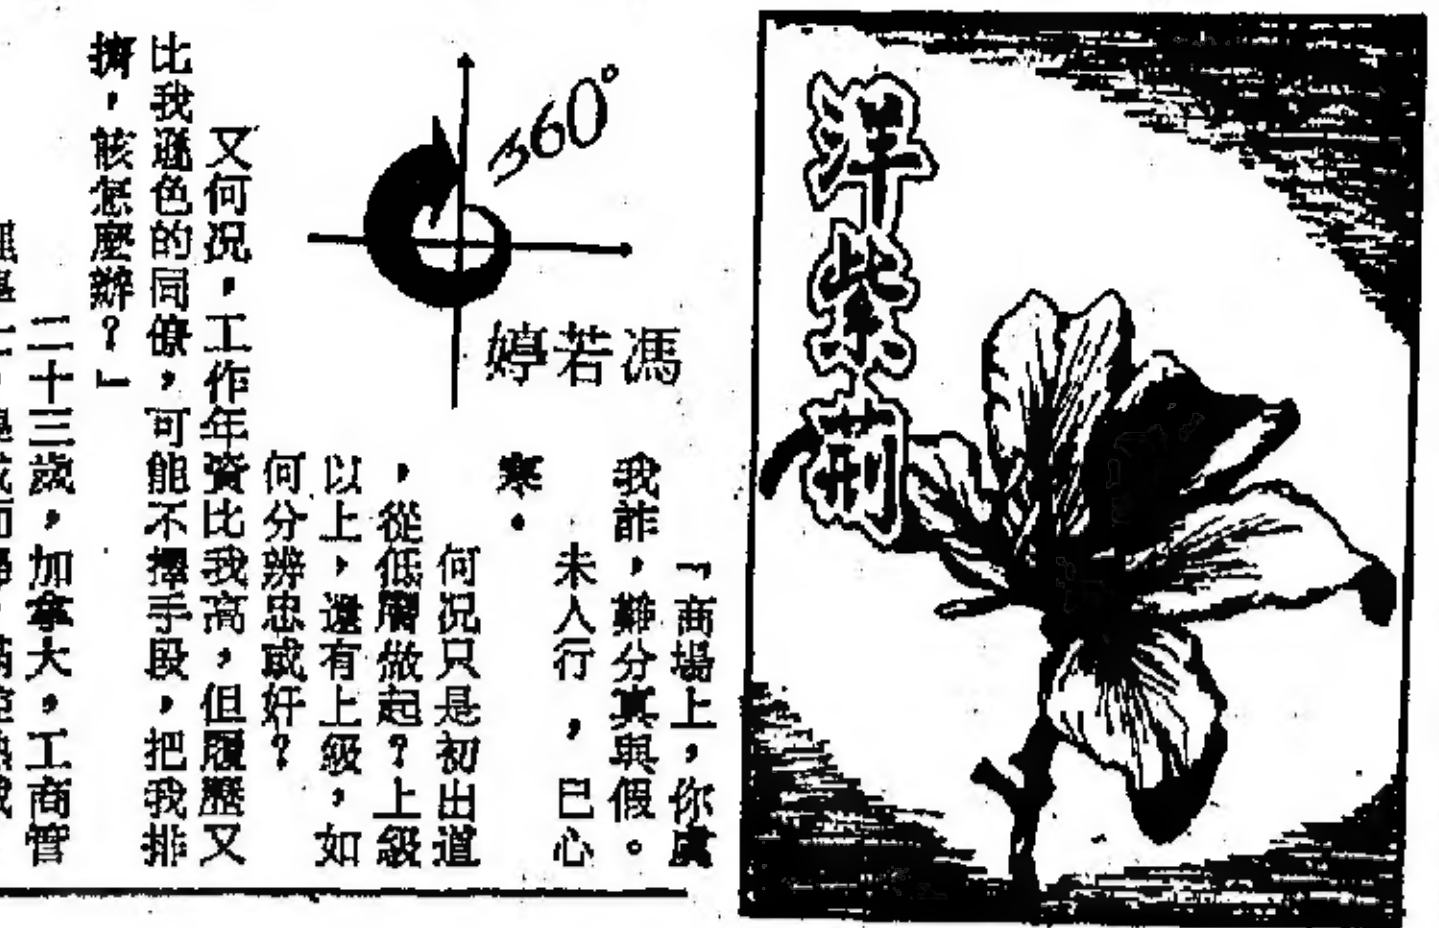 洋紫荊
360°
馮若婷
「商場上，你虞
我詐，難分真與假。
未入行，已心
寒。
何況只是初出道
，從低層做起？上級
以上，還有上級，如
何分辨忠或奸？
又何況，工作年資比我高，但履歷又
比我遜色的同僚，可能不擇手段，把我排
擠，該怎麼辦？」
二十三歲，加拿大，工商管